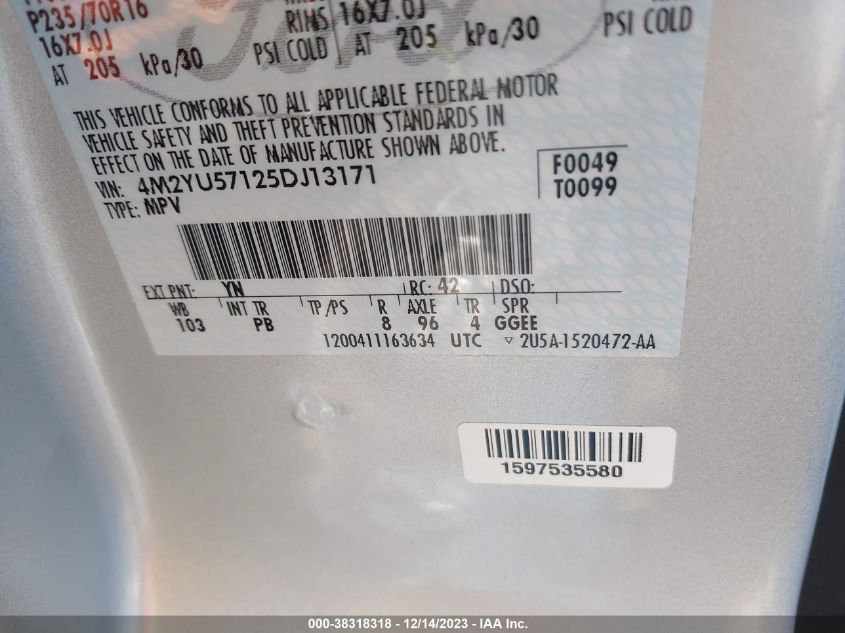 P235/70R16
16X7.0J
AT 205 kPa/30 PSI COLD
RIMS 16X7.0J
AT 205 kPa/30 PSI COLD
THIS VEHICLE CONFORMS TO ALL APPLICABLE FEDERAL MOTOR
VEHICLE SAFETY AND THEFT PREVENTION STANDARDS IN
EFFECT ON THE DATE OF MANUFACTURE SHOWN ABOVE.
VIN: 4M2YU57125DJ13171
TYPE: MPV
F0049
T0099
EXT PNT: YN RC: 42 DSO:
WB INT TR TP/PS R AXLE TR SPR
103 PB 8 96 4 GGEE
1200411163634 UTC ▽ 2U5A-1520472-AA
1597535580
000-38318318 - 12/14/2023 - IAA Inc.